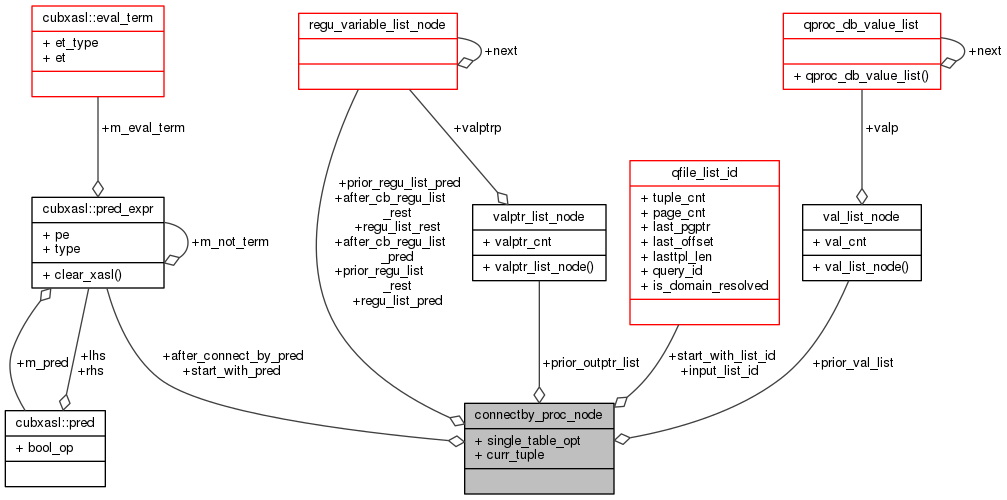 cubxasl::eval_term
+ et_type
+ et
regu_variable_list_node
+next
qproc_db_value_list
+ qproc_db_value_list()
+next
+m_eval_term
+valptrp
+valp
cubxasl::pred_expr
+ pe
+ type
+ clear_xasl()
+m_not_term
+prior_regu_list_pred
+after_cb_regu_list
_rest
+regu_list_rest
+after_cb_regu_list
_pred
+prior_regu_list
_rest
+regu_list_pred
valptr_list_node
+ valptr_cnt
+ valptr_list_node()
qfile_list_id
+ tuple_cnt
+ page_cnt
+ last_pgptr
+ last_offset
+ lasttpl_len
+ query_id
+ is_domain_resolved
val_list_node
+ val_cnt
+ val_list_node()
+m_pred
+lhs
+rhs
+after_connect_by_pred
+start_with_pred
+prior_outptr_list
+start_with_list_id
+input_list_id
+prior_val_list
cubxasl::pred
+ bool_op
connectby_proc_node
+ single_table_opt
+ curr_tuple